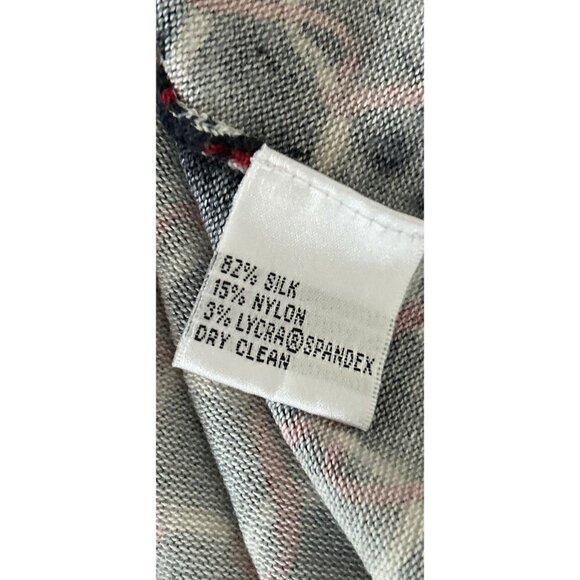 82% SILK
15% NYLON
3% LYCRA®SPANDEX
DRY CLEAN